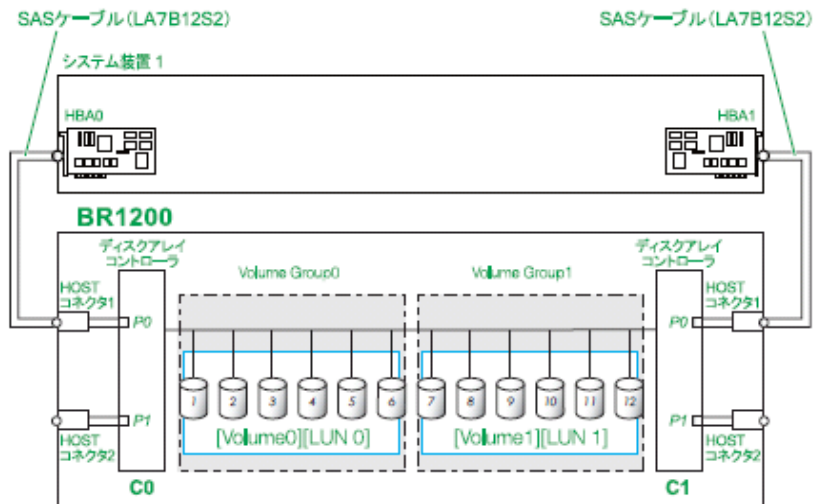 SASケーブル(LA7B12S2)
SASケーブル(LA7B12S2)
システム装置 1
HBA0
HBA1
BR1200
ディスクアレイ
コントローラ
Volume Group0
Volume Group1
ディスクアレイ
コントローラ
HOST
コネクタ1
P0
P0
HOST
コネクタ1
1
2
3
4
5
6
7
8
9
10
11
12
P1
[Volume0][LUN 0]
[Volume1][LUN 1]
P1
HOST
コネクタ2
HOST
コネクタ2
C0
C1